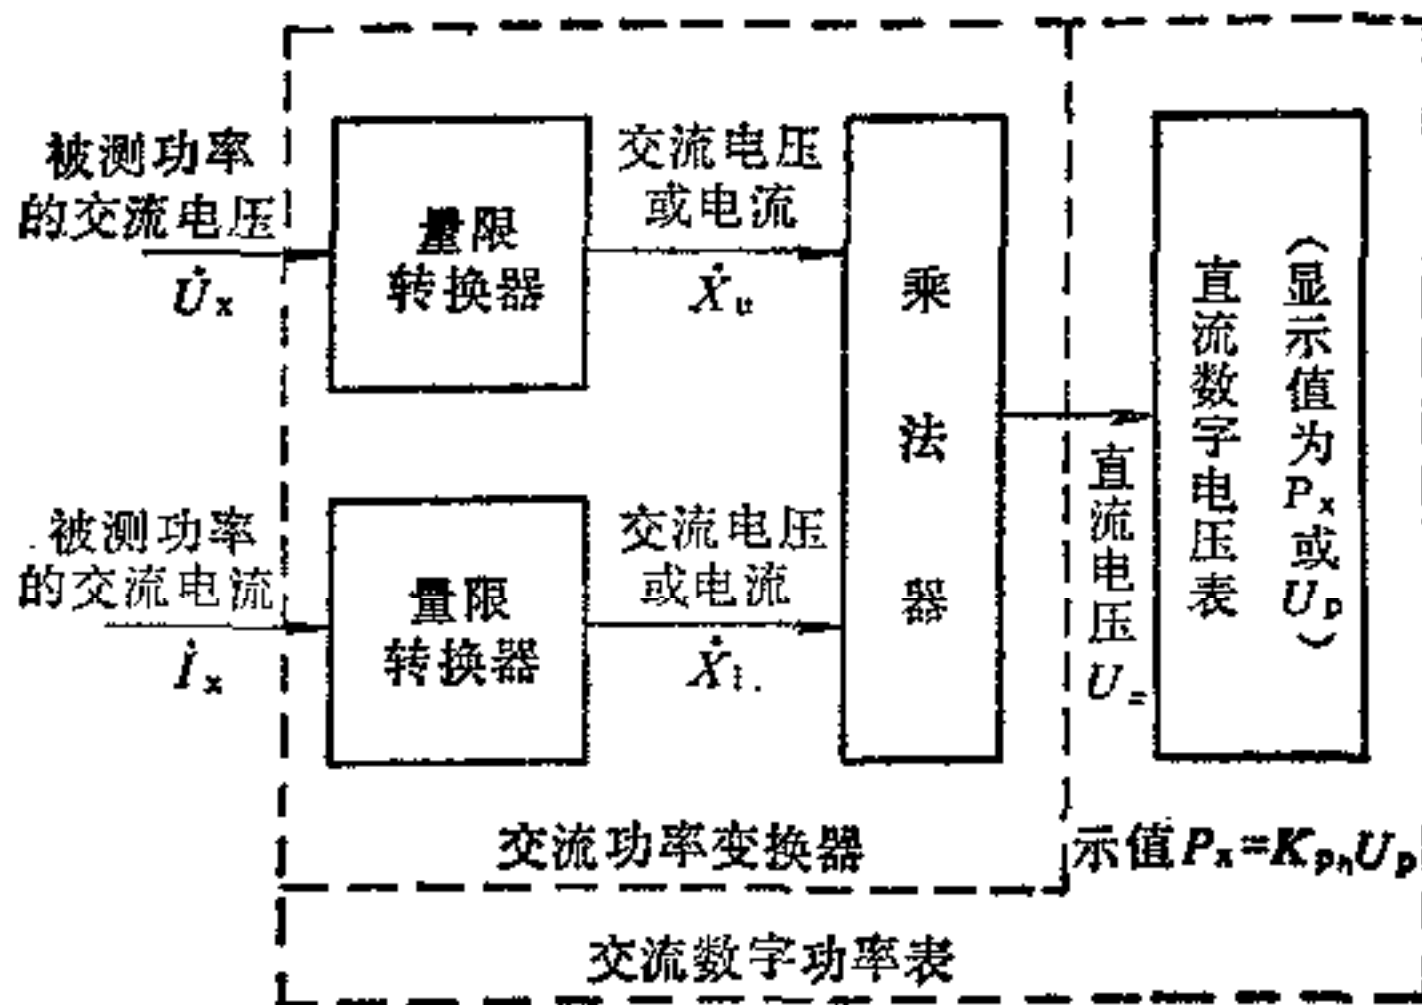 被测功率
的交流电压
U̇x
量限
转换器
交流电压
或电流
Ẋu
被测功率
的交流电流
İx
量限
转换器
交流电压
或电流
Ẋi
乘法器
直流电压U=
直流数字电压表
(显示值为Px或Up)
交流功率变换器
示值Px=KpnUp
交流数字功率表